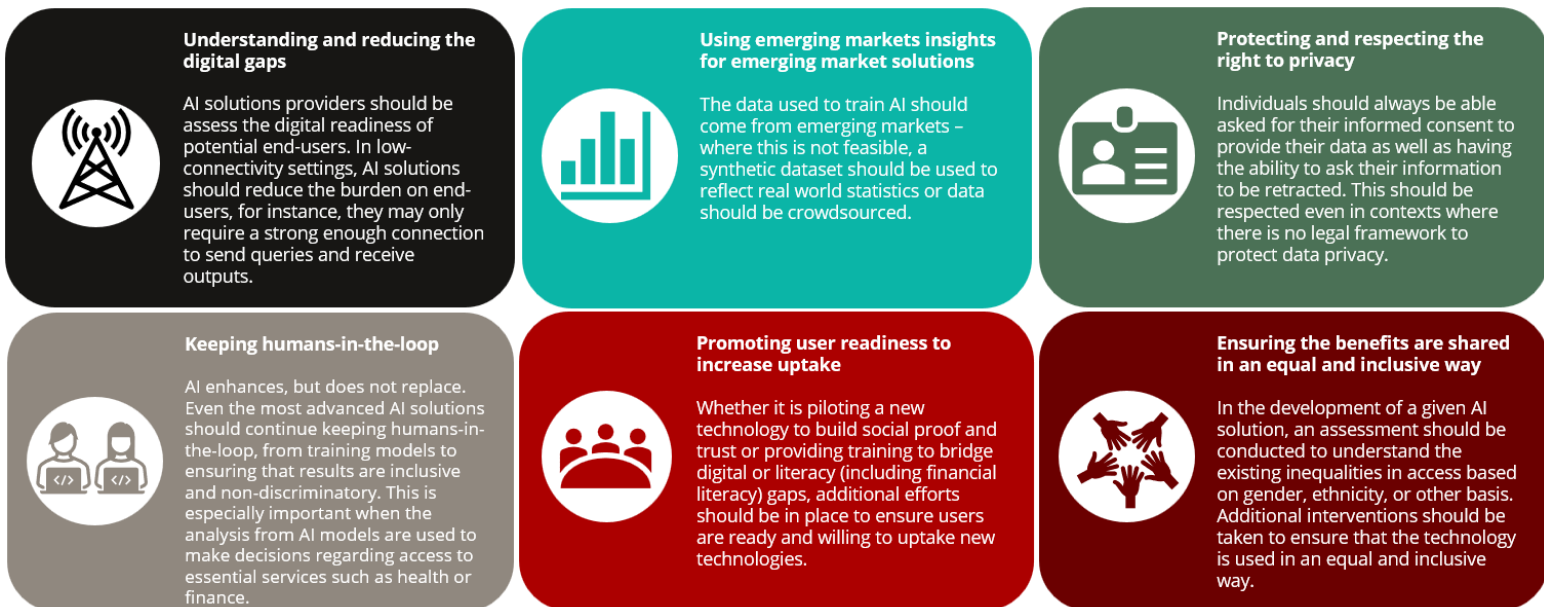 Understanding and reducing the
digital gaps
AI solutions providers should be
assess the digital readiness of
potential end-users. In low-
connectivity settings, AI solutions
should reduce the burden on end-
users, for instance, they may only
require a strong enough connection
to send queries and receive
outputs.
Using emerging markets insights
for emerging market solutions
The data used to train AI should
come from emerging markets –
where this is not feasible, a
synthetic dataset should be used to
reflect real world statistics or data
should be crowdsourced.
Protecting and respecting the
right to privacy
Individuals should always be able
asked for their informed consent to
provide their data as well as having
the ability to ask their information
to be retracted. This should be
respected even in contexts where
there is no legal framework to
protect data privacy.
Keeping humans-in-the-loop
AI enhances, but does not replace.
Even the most advanced AI solutions
should continue keeping humans-in-
the-loop, from training models to
ensuring that results are inclusive
and non-discriminatory. This is
especially important when the
analysis from AI models are used to
make decisions regarding access to
essential services such as health or
finance.
Promoting user readiness to
increase uptake
Whether it is piloting a new
technology to build social proof and
trust or providing training to bridge
digital or literacy (including financial
literacy) gaps, additional efforts
should be in place to ensure users
are ready and willing to uptake new
technologies.
Ensuring the benefits are shared
in an equal and inclusive way
In the development of a given AI
solution, an assessment should be
conducted to understand the
existing inequalities in access based
on gender, ethnicity, or other basis.
Additional interventions should be
taken to ensure that the technology
is used in an equal and inclusive
way.